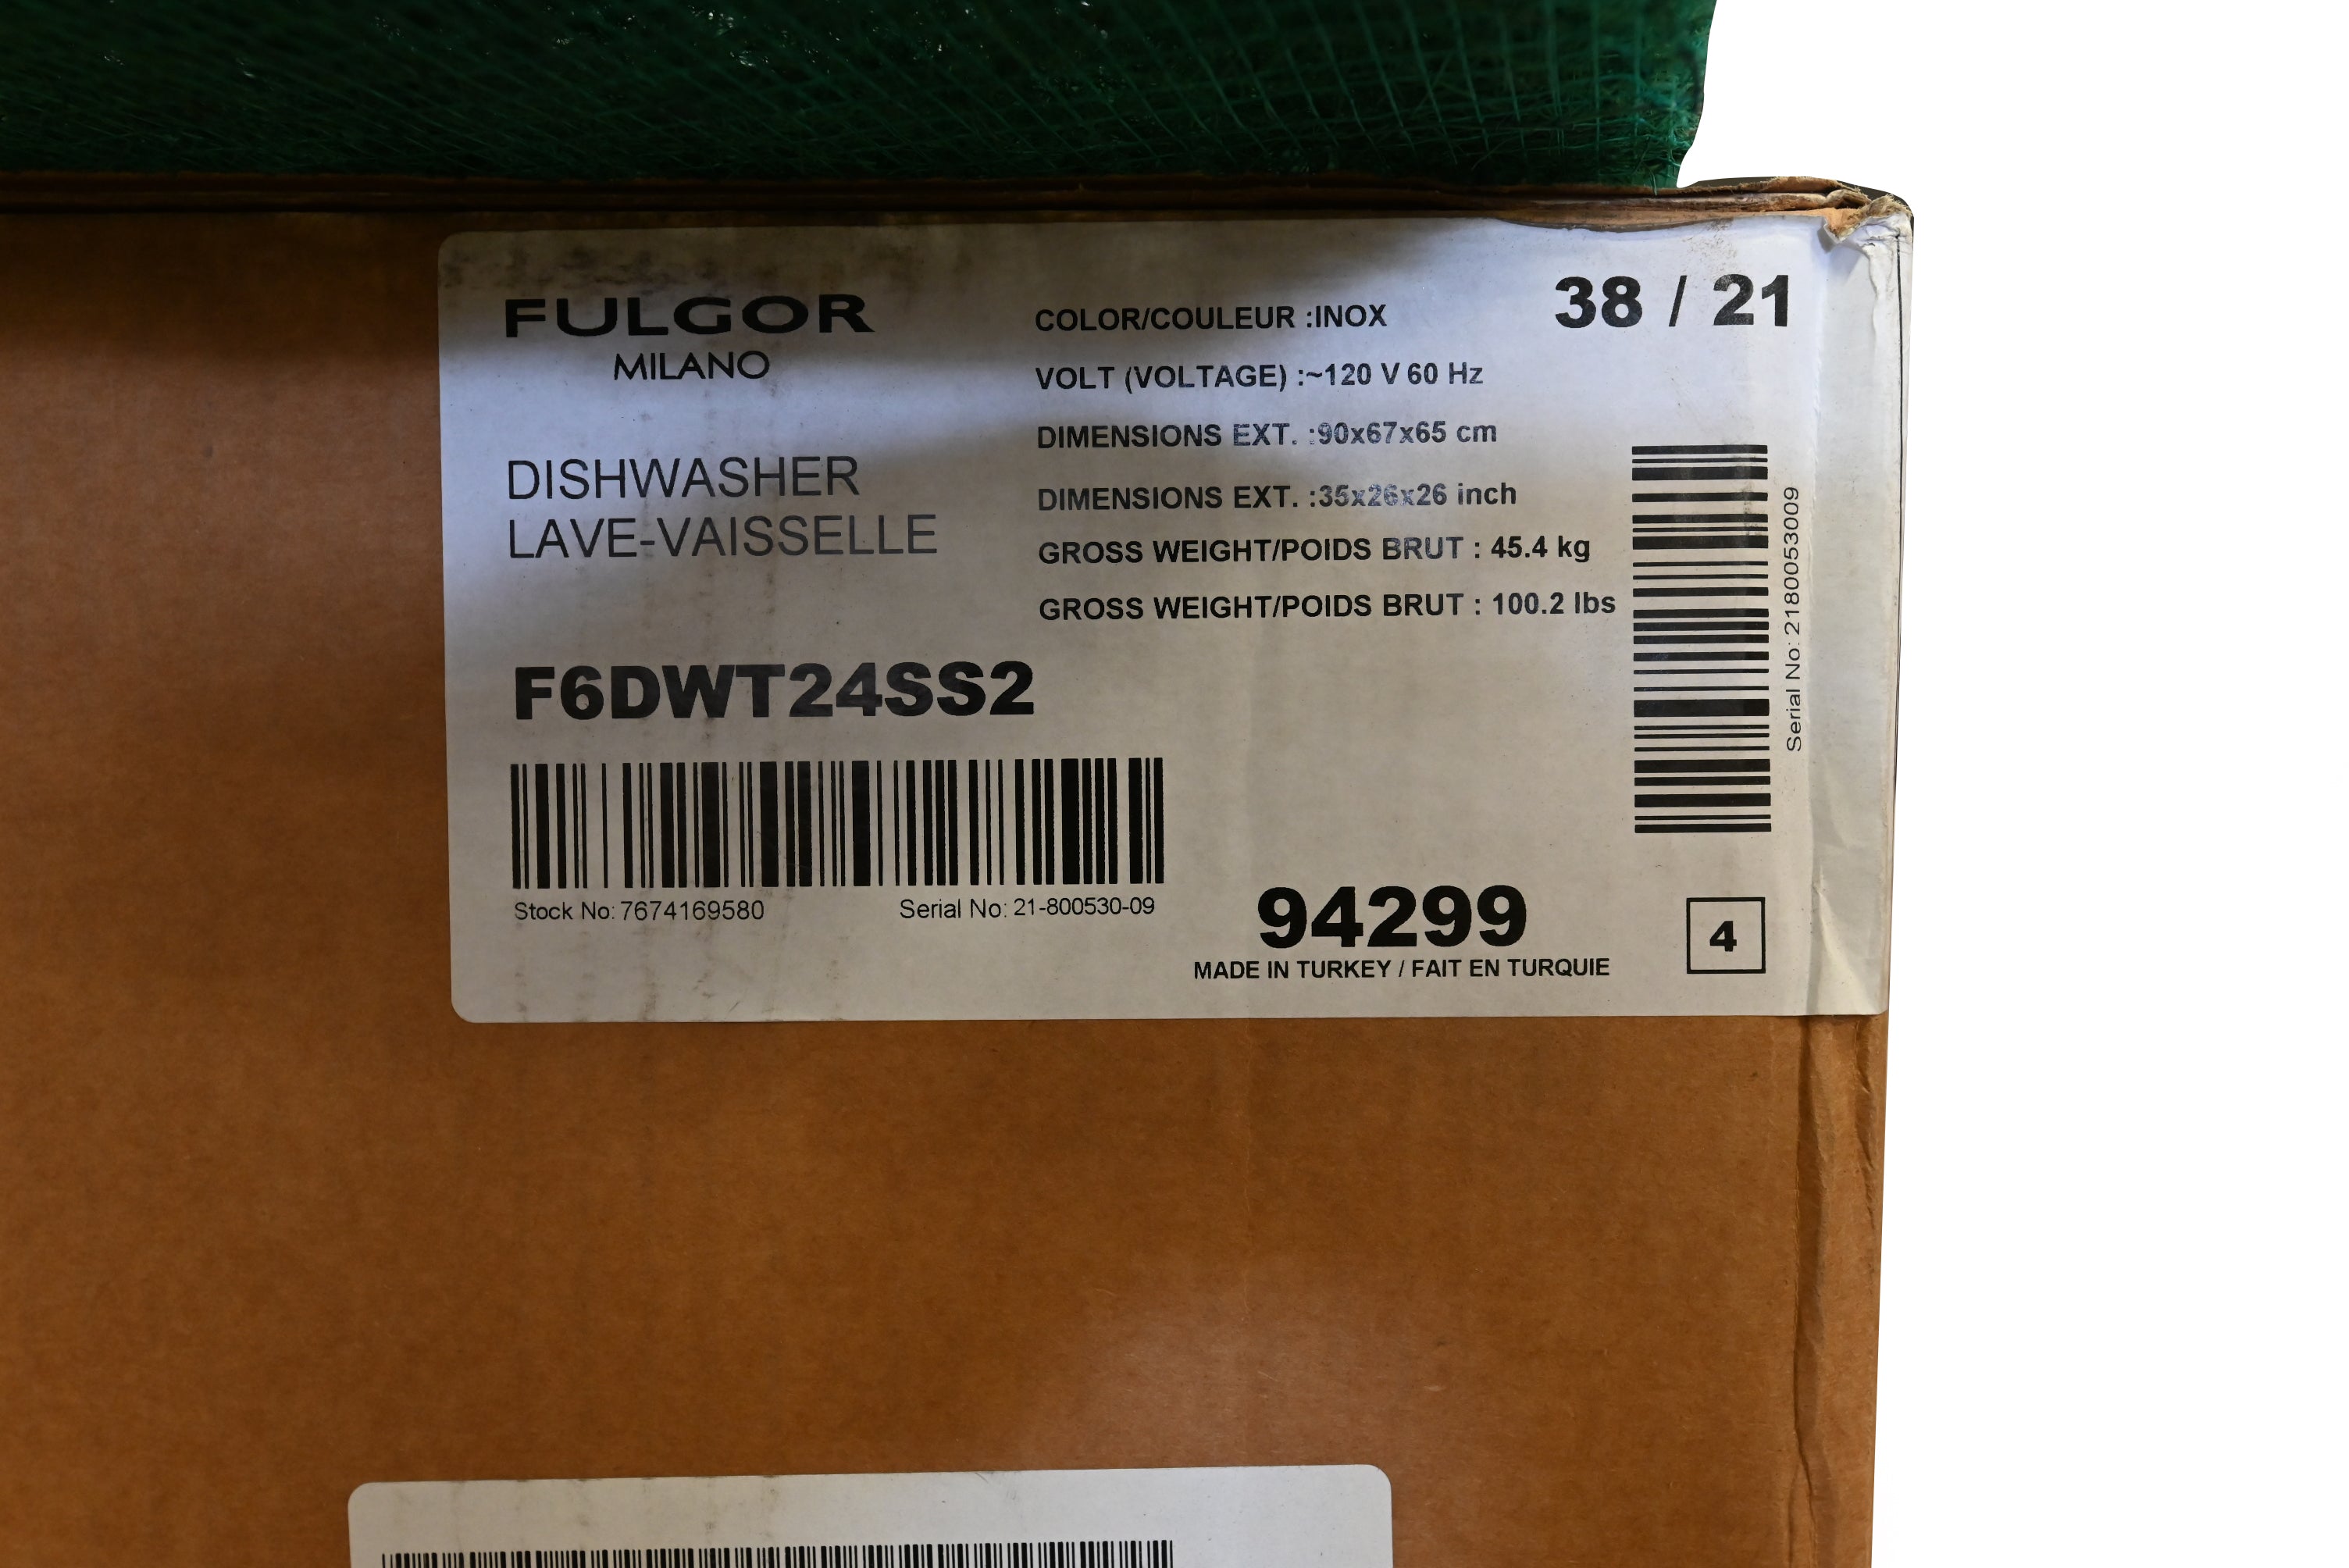 FULGOR
MILANO
DISHWASHER
LAVE-VAISSELLE
COLOR/COULEUR :INOX
VOLT (VOLTAGE) :~120 V 60 Hz
DIMENSIONS EXT. :90x67x65 cm
DIMENSIONS EXT. :35x26x26 inch
GROSS WEIGHT/POIDS BRUT : 45.4 kg
GROSS WEIGHT/POIDS BRUT : 100.2 lbs
38 / 21
Serial No: 2180053009
F6DWT24SS2
Stock No: 7674169580 Serial No: 21-800530-09
94299
MADE IN TURKEY / FAIT EN TURQUIE
4